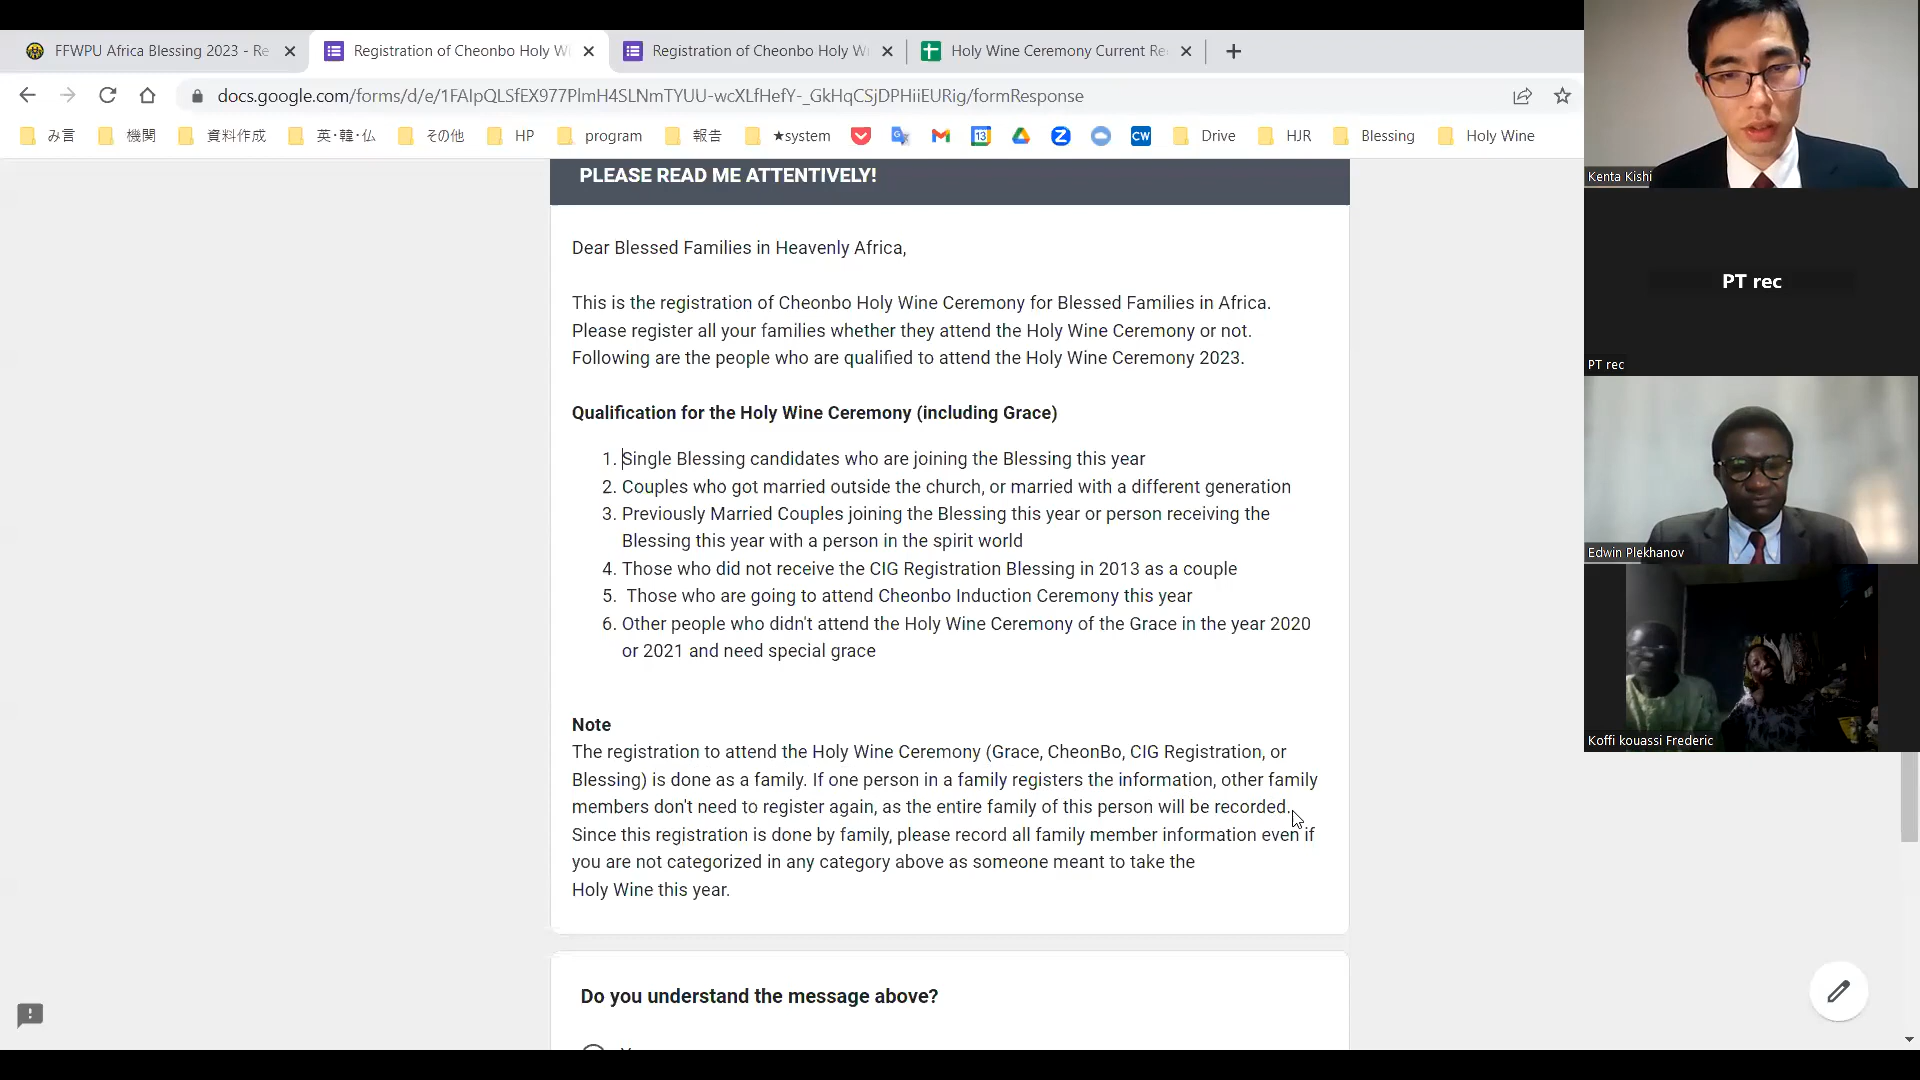 FFWPU Africa Blessing 2023 - Re
Registration of Cheonbo Holy Wi
Registration of Cheonbo Holy Wi
Holy Wine Ceremony Current Re
docs.google.com/forms/d/e/1FAIpQLSfEX977PlmH4SLNmTYUU-wcXLfHefY-_GkHqCSjDPHiiEURig/formResponse
み言 機関 資料作成 英・韓・仏 その他 HP program 報告 ★system 13 CW Drive HJR Blessing Holy Wine
PLEASE READ ME ATTENTIVELY!
Dear Blessed Families in Heavenly Africa,
This is the registration of Cheonbo Holy Wine Ceremony for Blessed Families in Africa.
Please register all your families whether they attend the Holy Wine Ceremony or not.
Following are the people who are qualified to attend the Holy Wine Ceremony 2023.
Qualification for the Holy Wine Ceremony (including Grace)
1. Single Blessing candidates who are joining the Blessing this year
2. Couples who got married outside the church, or married with a different generation
3. Previously Married Couples joining the Blessing this year or person receiving the
Blessing this year with a person in the spirit world
4. Those who did not receive the CIG Registration Blessing in 2013 as a couple
5. Those who are going to attend Cheonbo Induction Ceremony this year
6. Other people who didn't attend the Holy Wine Ceremony of the Grace in the year 2020
or 2021 and need special grace
Note
The registration to attend the Holy Wine Ceremony (Grace, CheonBo, CIG Registration, or
Blessing) is done as a family. If one person in a family registers the information, other family
members don't need to register again, as the entire family of this person will be recorded.
Since this registration is done by family, please record all family member information even if
you are not categorized in any category above as someone meant to take the
Holy Wine this year.
Do you understand the message above?
Kenta Kishi
PT rec
PT rec
Edwin Plekhanov
Koffi kouassi Frederic